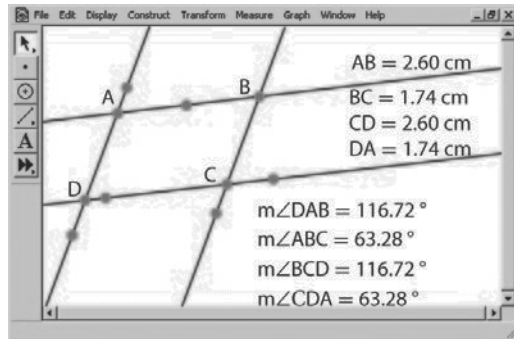 File Edit Display Construct Transform Measure Graph Window Help
A
AB = 2.60 cm
B
BC = 1.74 cm
CD = 2.60 cm
A
DA = 1.74 cm
D
C
m∠DAB = 116.72 °
m∠ABC = 63.28 °
m∠BCD = 116.72 °
m∠CDA = 63.28 °